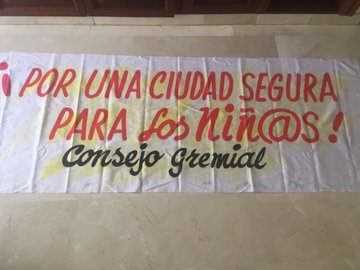 ¡POR UNA CIUDAD SEGURA
PARA los Niñ@s!
Consejo gremial